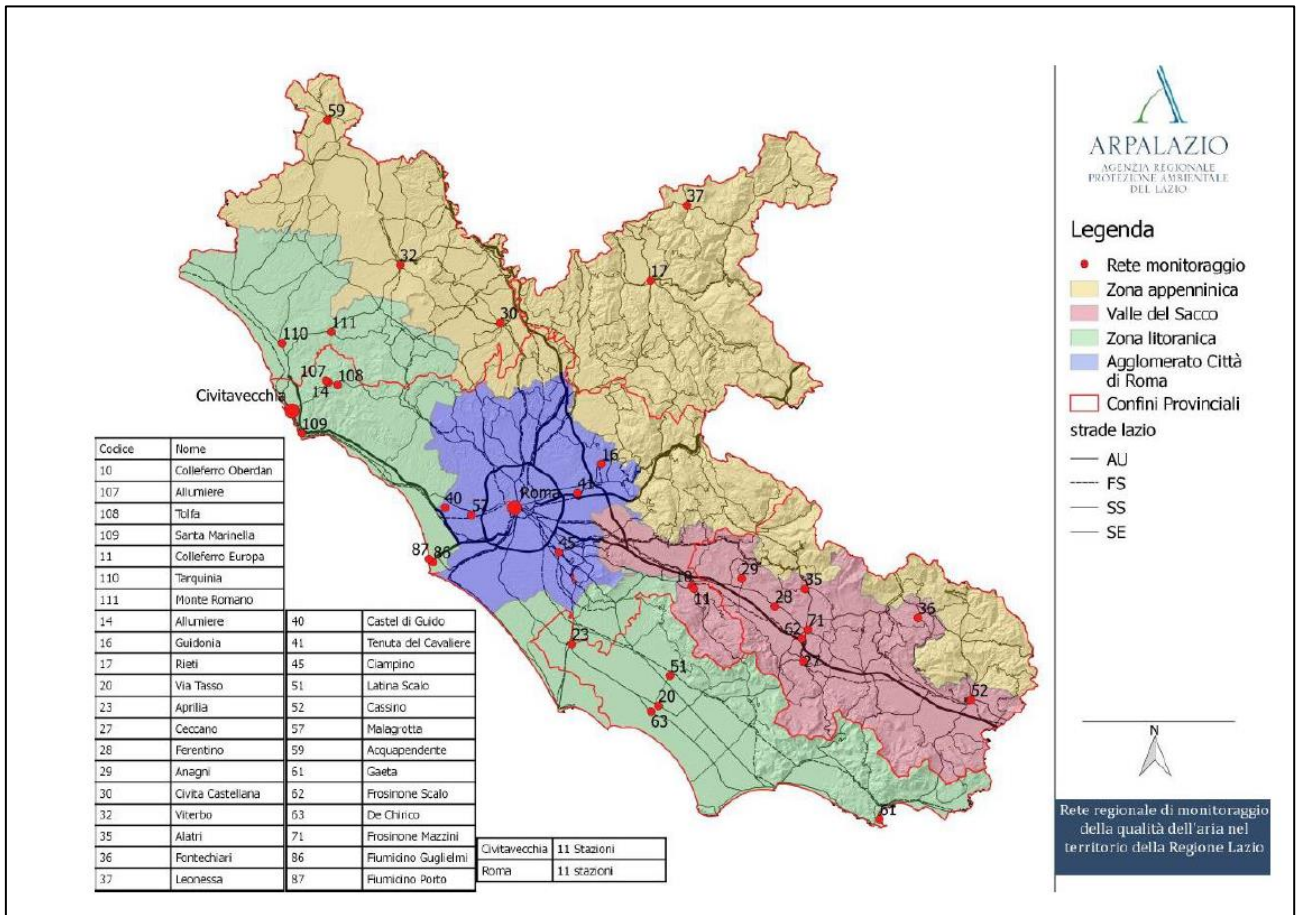 59
37
32
17
30
110
111
107
108
14
Civitavecchia
109
16
41
40
57
Roma
87
86
45
10
29
35
11
28
36
71
62
23
27
51
52
20
63
61
Codice Nome
10 Colleferro Oberdan
107 Allumiere
108 Tolfa
109 Santa Marinella
11 Colleferro Europa
110 Tarquinia
111 Monte Romano
14 Allumiere 40 Castel di Guido
16 Guidonia 41 Tenuta del Cavaliere
17 Rieti 45 Ciampino
20 Via Tasso 51 Latina Scalo
23 Aprilia 52 Cassino
27 Ceccano 57 Malagrotta
28 Ferentino 59 Acquapendente
29 Anagni 61 Gaeta
30 Civita Castellana 62 Frosinone Scalo
32 Viterbo 63 De Chirico
35 Alatri 71 Frosinone Mazzini
36 Fontechiari 86 Fiumicino Guglielmi
37 Leonessa 87 Fiumicino Porto
Civitavecchia 11 Stazioni
Roma 11 stazioni
ARPALAZIO
AGENZIA REGIONALE
PROTEZIONE AMBIENTALE
DEL LAZIO
Legenda
Rete monitoraggio
Zona appenninica
Valle del Sacco
Zona litoranica
Agglomerato Città
di Roma
Confini Provinciali
strade lazio
AU
FS
SS
SE
N
Rete regionale di monitoraggio
della qualità dell'aria nel
territorio della Regione Lazio